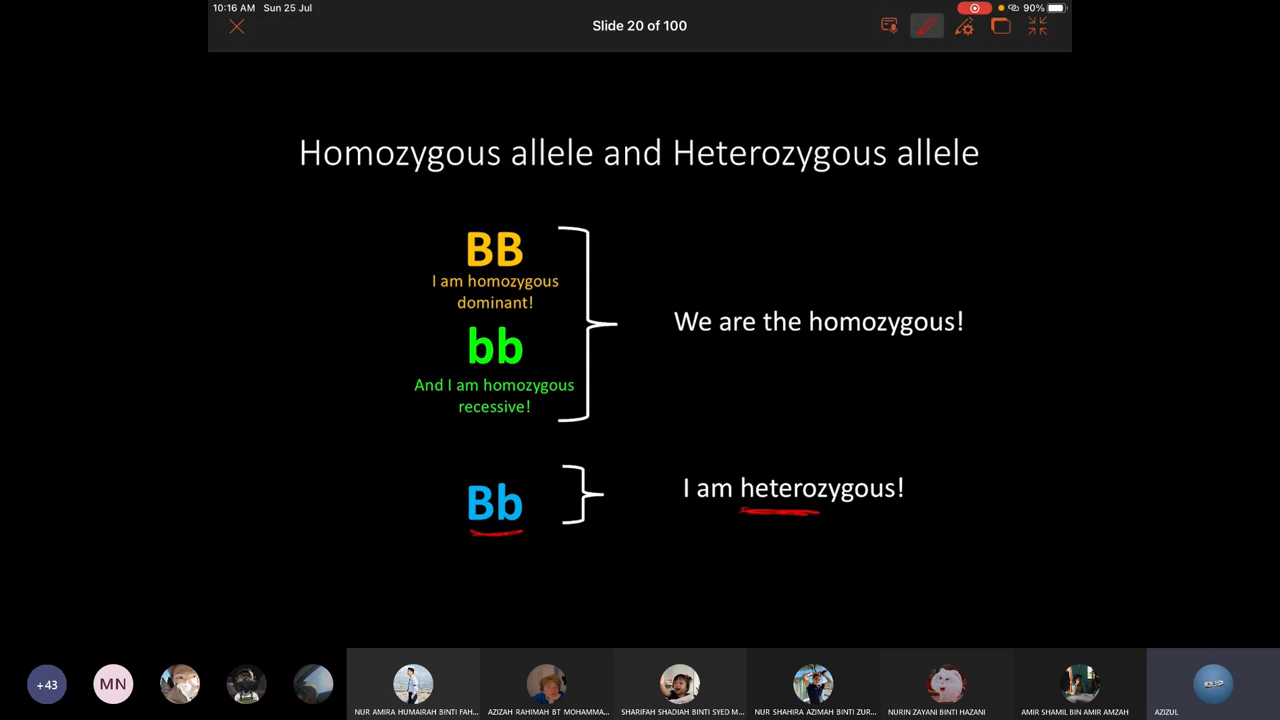 10:16 AM Sun 25 Jul
90%
Slide 20 of 100
Homozygous allele and Heterozygous allele
BB
I am homozygous
dominant!
We are the homozygous!
bb
And I am homozygous
recessive!
Bb
I am heterozygous!
+43
MN
NUR AMIRA HUMAIRAH BINTI FAH...
AZIZAH RAHIMAH BT MOHAMMA...
SHARIFAH SHADIAH BINTI SYED M...
NUR SHAHIRA AZIMAH BINTI ZUR...
NURIN ZAYANI BINTI HAZANI
AMIR SHAMIL BIN AMIR AMZAH
AZIZUL